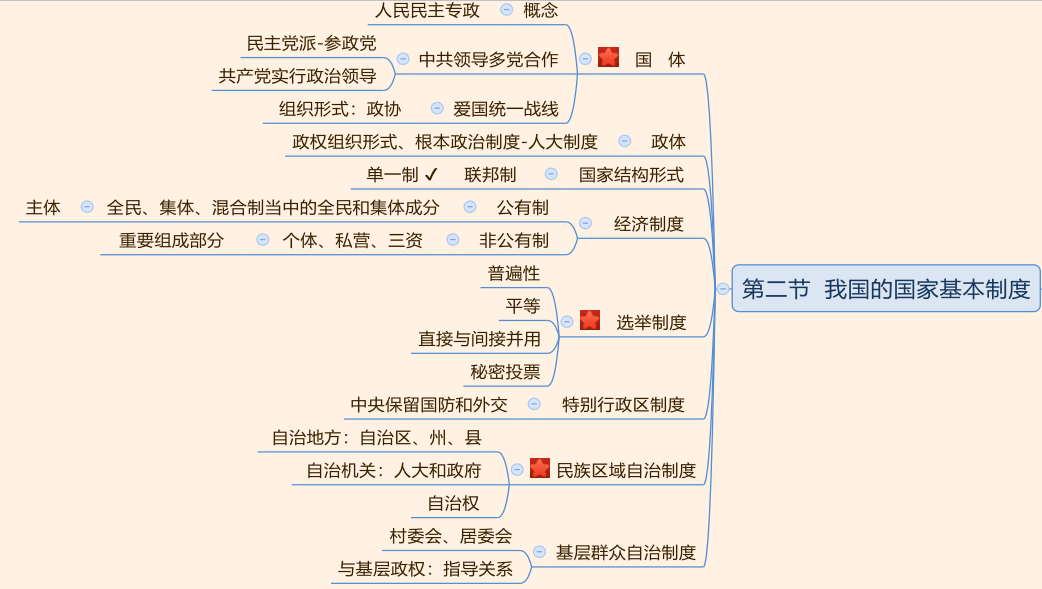 人民民主专政 概念
民主党派-参政党
中共领导多党合作 国 体
共产党实行政治领导
组织形式：政协 爱国统一战线
政权组织形式、根本政治制度-人大制度 政体
单一制 ✓ 联邦制 国家结构形式
主体 全民、集体、混合制当中的全民和集体成分 公有制
经济制度
重要组成部分 个体、私营、三资 非公有制
普遍性
第二节 我国的国家基本制度
平等
选举制度
直接与间接并用
秘密投票
中央保留国防和外交 特别行政区制度
自治地方：自治区、州、县
自治机关：人大和政府 民族区域自治制度
自治权
村委会、居委会
基层群众自治制度
与基层政权：指导关系